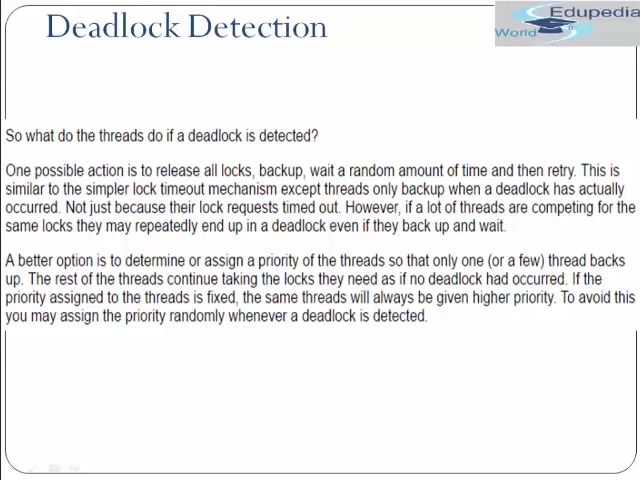 Deadlock Detection
Edupedia
World
So what do the threads do if a deadlock is detected?
One possible action is to release all locks, backup, wait a random amount of time and then retry. This is
similar to the simpler lock timeout mechanism except threads only backup when a deadlock has actually
occurred. Not just because their lock requests timed out. However, if a lot of threads are competing for the
same locks they may repeatedly end up in a deadlock even if they back up and wait.
A better option is to determine or assign a priority of the threads so that only one (or a few) thread backs
up. The rest of the threads continue taking the locks they need as if no deadlock had occurred. If the
priority assigned to the threads is fixed, the same threads will always be given higher priority. To avoid this
you may assign the priority randomly whenever a deadlock is detected.